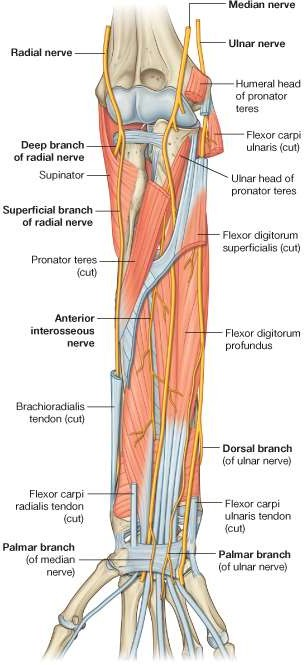 Median nerve
Radial nerve
Ulnar nerve
Humeral head
of pronator
teres
Flexor carpi
ulnaris (cut)
Deep branch
of radial nerve
Supinator
Ulnar head of
pronator teres
Superficial branch
of radial nerve
Flexor digitorum
superficialis (cut)
Pronator teres
(cut)
Anterior
interosseous
nerve
Flexor digitorum
profundus
Brachioradialis
tendon (cut)
Dorsal branch
(of ulnar nerve)
Flexor carpi
radialis tendon
(cut)
Flexor carpi
ulnaris tendon
(cut)
Palmar branch
(of median
nerve)
Palmar branch
(of ulnar nerve)